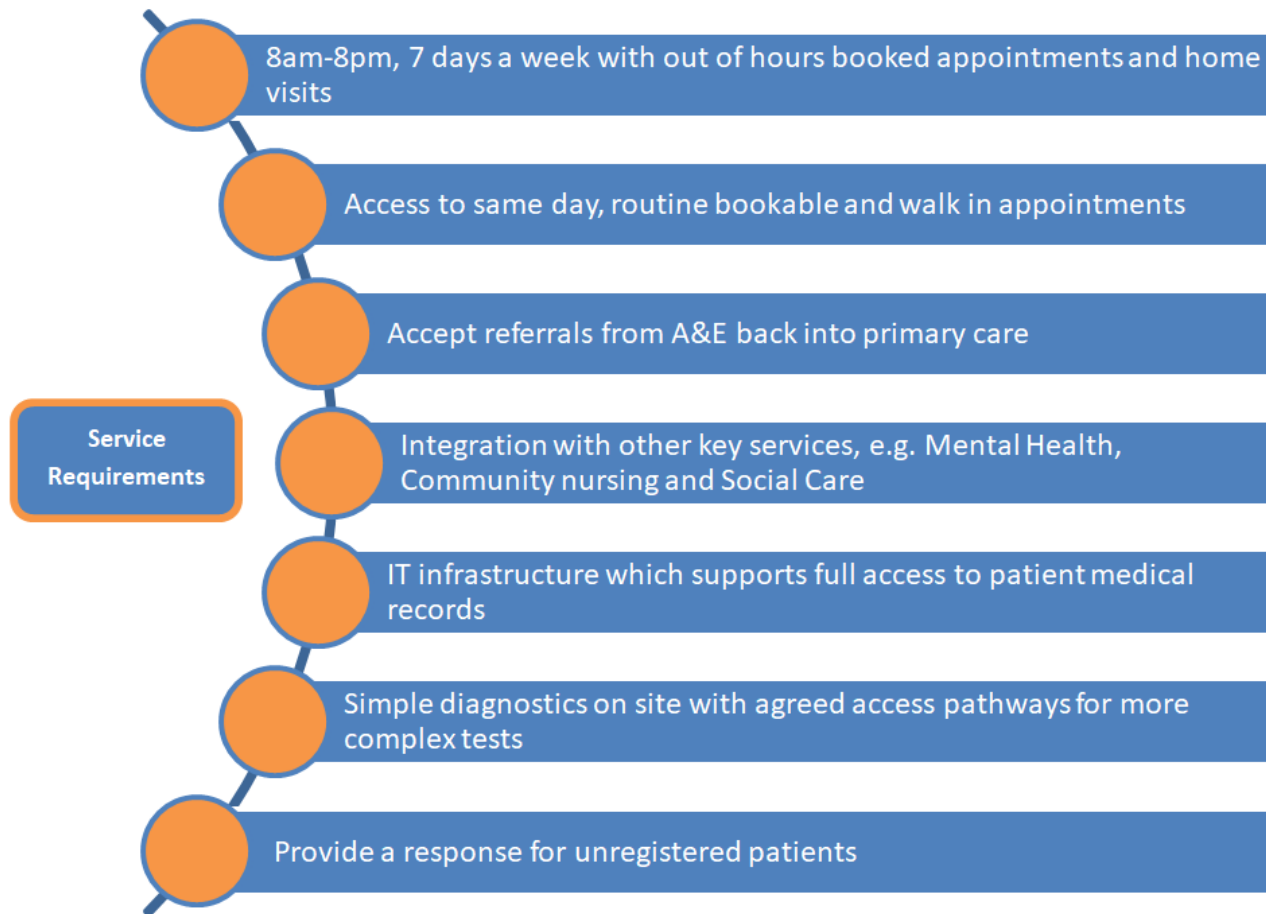 8am-8pm, 7 days a week with out of hours booked appointments and home
visits
Access to same day, routine bookable and walk in appointments
Accept referrals from A&E back into primary care
Service
Requirements
Integration with other key services, e.g. Mental Health,
Community nursing and Social Care
IT infrastructure which supports full access to patient medical
records
Simple diagnostics on site with agreed access pathways for more
complex tests
Provide a response for unregistered patients